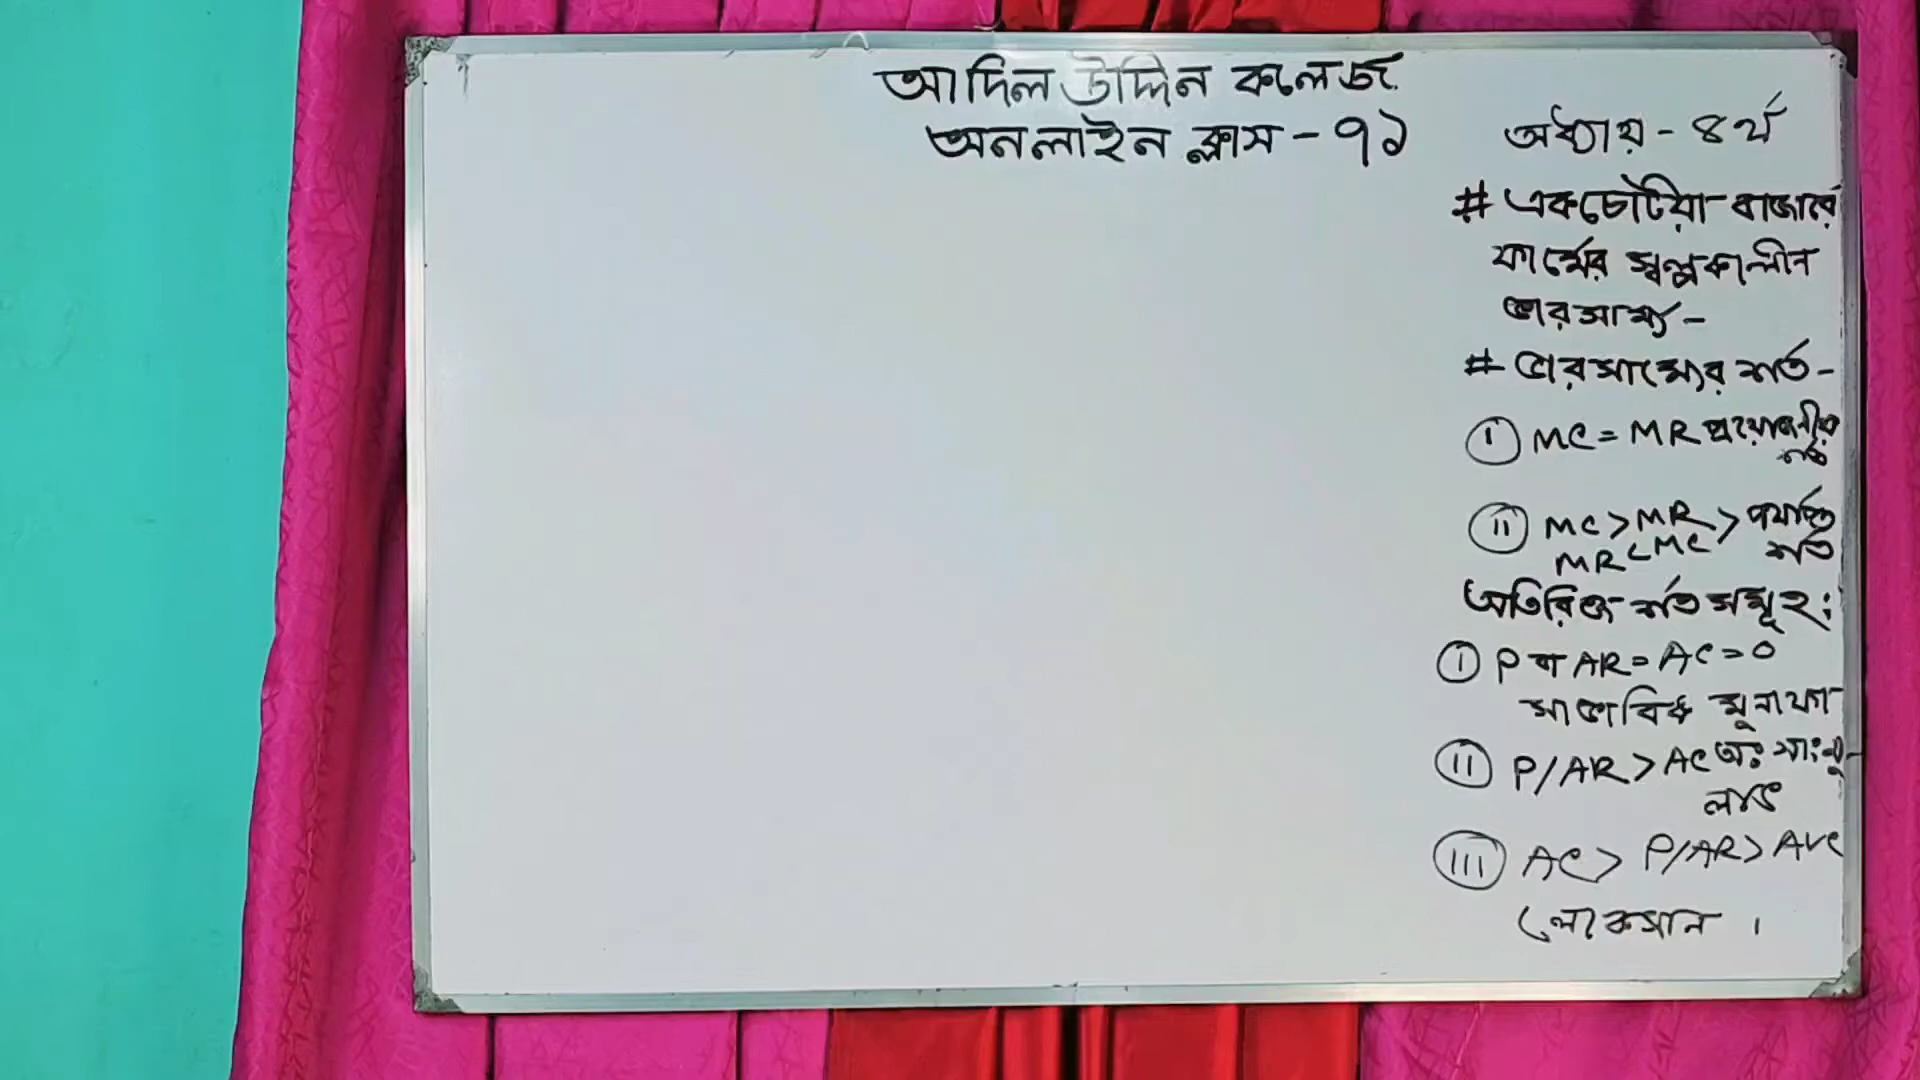 আদিল উদ্দিন কলেজ
অনলাইন ক্লাস - ৭১
অধ্যায় - ৪র্থ
# একচেটিয়া বাজারে
ফার্মের স্বল্পকালীন
ভারসাম্য -
# ভারসাম্যের শর্ত -
(i) MC = MR প্রয়োজনীয়
শর্ত
(ii) MC > MR > পর্যাপ্ত
MR < MC শর্ত
অতিরিক্ত শর্ত সমূহ:
(i) P বা AR = AC = 0
সাভাবিক মুনাফা
(ii) P/AR > AC অঃ
লাভ
(iii) AC > P/AR > AVC
লোকসান ।